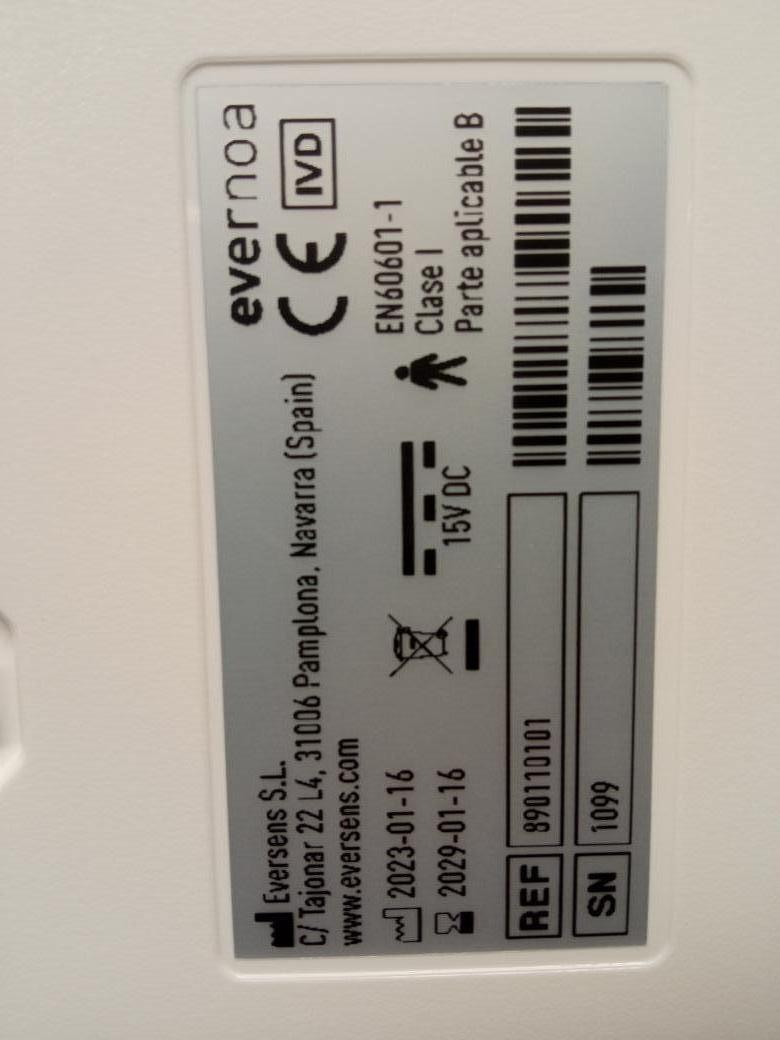 evernoa
Eversens S.L.
C/ Tajonar 22 L4, 31006 Pamplona, Navarra (Spain)
www.eversens.com
CE IVD
2023-01-16
2029-01-16
15V DC
EN60601-1
Clase I
Parte aplicable B
REF 890110101
SN 1099